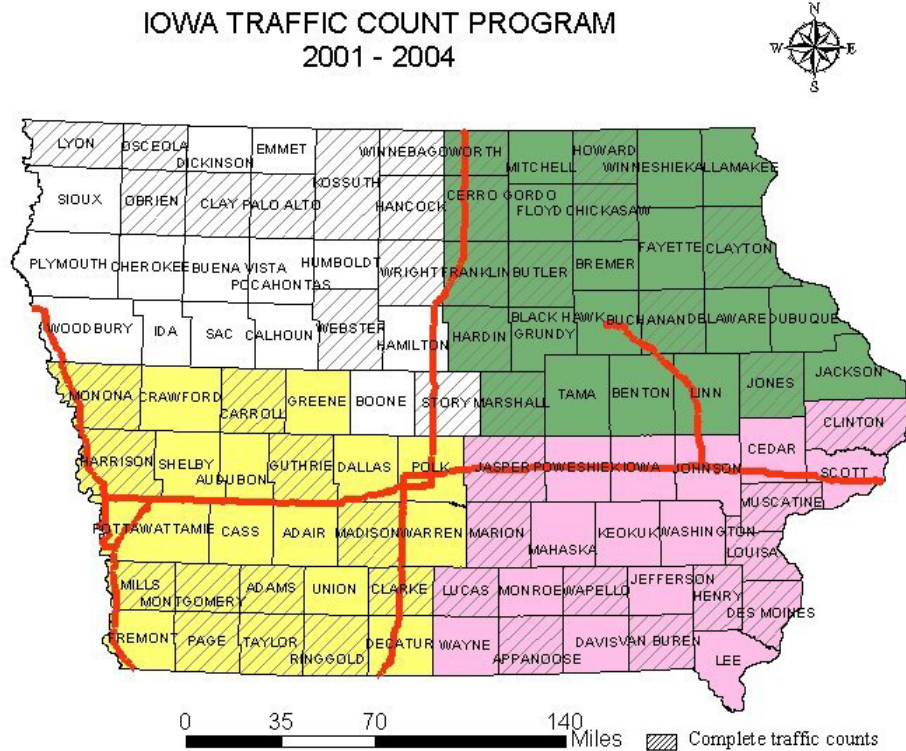 IOWA TRAFFIC COUNT PROGRAM
2001 - 2004
N
W E
S
LYON
OSCEOLA
DICKINSON
EMMET
WINNEBAGO
WORTH
MITCHELL
HOWARD
WINNESHIEK
ALLAMAKEE
SIOUX
OBRIEN
CLAY
PALO ALTO
KOSSUTH
HANCOCK
CERRO GORDO
FLOYD
CHICKASAW
PLYMOUTH
CHEROKEE
BUENA VISTA
POCAHONTAS
HUMBOLDT
WRIGHT
FRANKLIN
BUTLER
BREMER
FAYETTE
CLAYTON
WOODBURY
IDA
SAC
CALHOUN
WEBSTER
HAMILTON
HARDIN
GRUNDY
BLACK HAWK
BUCHANAN
DELAWARE
DUBUQUE
MONONA
CRAWFORD
CARROLL
GREENE
BOONE
STORY
MARSHALL
TAMA
BENTON
LINN
JONES
JACKSON
CLINTON
HARRISON
SHELBY
AUDUBON
GUTHRIE
DALLAS
POLK
JASPER
POWESHIEK
IOWA
JOHNSON
CEDAR
SCOTT
MUSCATINE
POTTAWATTAMIE
CASS
ADAIR
MADISON
WARREN
MARION
MAHASKA
KEOKUK
WASHINGTON
LOUISA
MILLS
MONTGOMERY
ADAMS
UNION
CLARKE
LUCAS
MONROE
WAPELLO
JEFFERSON
HENRY
DES MOINES
FREMONT
PAGE
TAYLOR
RINGGOLD
DECATUR
WAYNE
APPANOOSE
DAVIS
VAN BUREN
LEE
0 35 70 140
Miles
Complete traffic counts